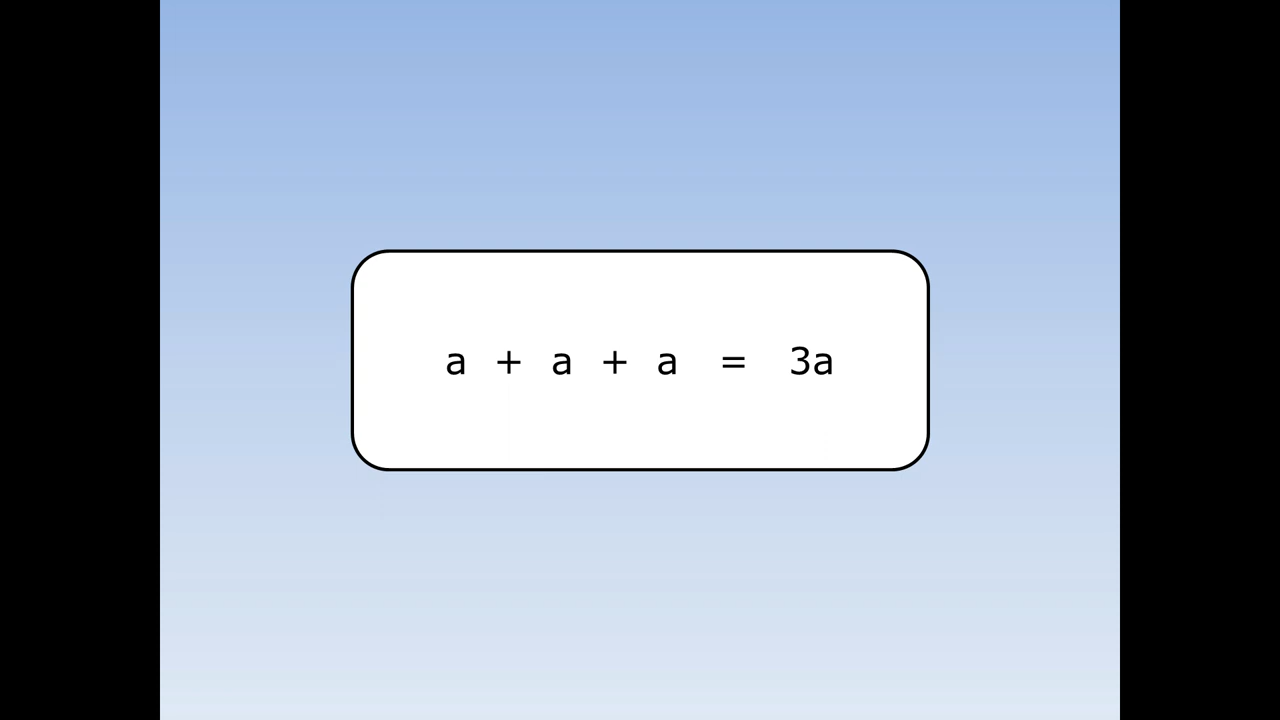 a + a + a = 3a